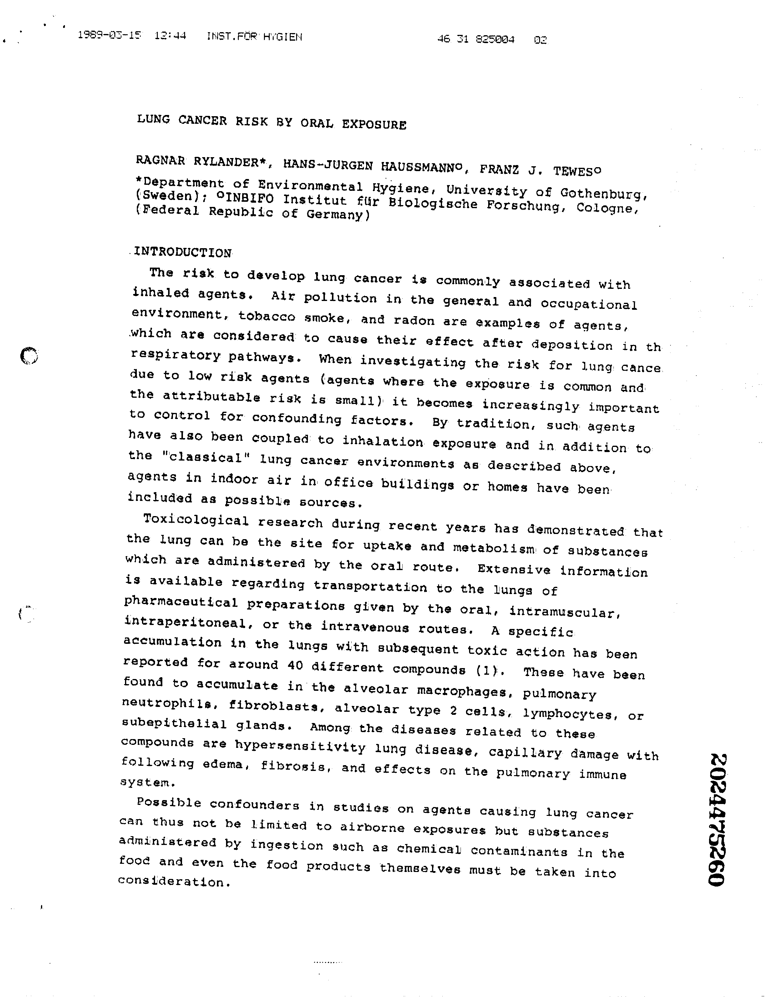 1989-03-15 12:44 INST.FÖR HYGIEN 46 31 825004 02
LUNG CANCER RISK BY ORAL EXPOSURE
RAGNAR RYLANDER*, HANS-JURGEN HAUSSMANNO, FRANZ J. TEWESO
*Department of Environmental Hygiene, University of Gothenburg,
(Sweden); OINBIFO Institut für Biologische Forschung, Cologne,
(Federal Republic of Germany)
INTRODUCTION
The risk to develop lung cancer is commonly associated with
inhaled agents. Air pollution in the general and occupational
environment, tobacco smoke, and radon are examples of agents,
which are considered to cause their effect after deposition in th
respiratory pathways. When investigating the risk for lung cance
due to low risk agents (agents where the exposure is common and
the attributable risk is small) it becomes increasingly important
to control for confounding factors. By tradition, such agents
have also been coupled to inhalation exposure and in addition to
the "classical" lung cancer environments as described above,
agents in indoor air in office buildings or homes have been
included as possible sources.
Toxicological research during recent years has demonstrated that
the lung can be the site for uptake and metabolism of substances
which are administered by the oral route. Extensive information
is available regarding transportation to the lungs of
pharmaceutical preparations given by the oral, intramuscular,
intraperitoneal, or the intravenous routes. A specific
accumulation in the lungs with subsequent toxic action has been
reported for around 40 different compounds (1). These have been
found to accumulate in the alveolar macrophages, pulmonary
neutrophils, fibroblasts, alveolar type 2 cells, lymphocytes, or
subepithelial glands. Among the diseases related to these
compounds are hypersensitivity lung disease, capillary damage with
following edema, fibrosis, and effects on the pulmonary immune
system.
Possible confounders in studies on agents causing lung cancer
can thus not be limited to airborne exposures but substances
administered by ingestion such as chemical contaminants in the
food and even the food products themselves must be taken into
consideration.
2024475260